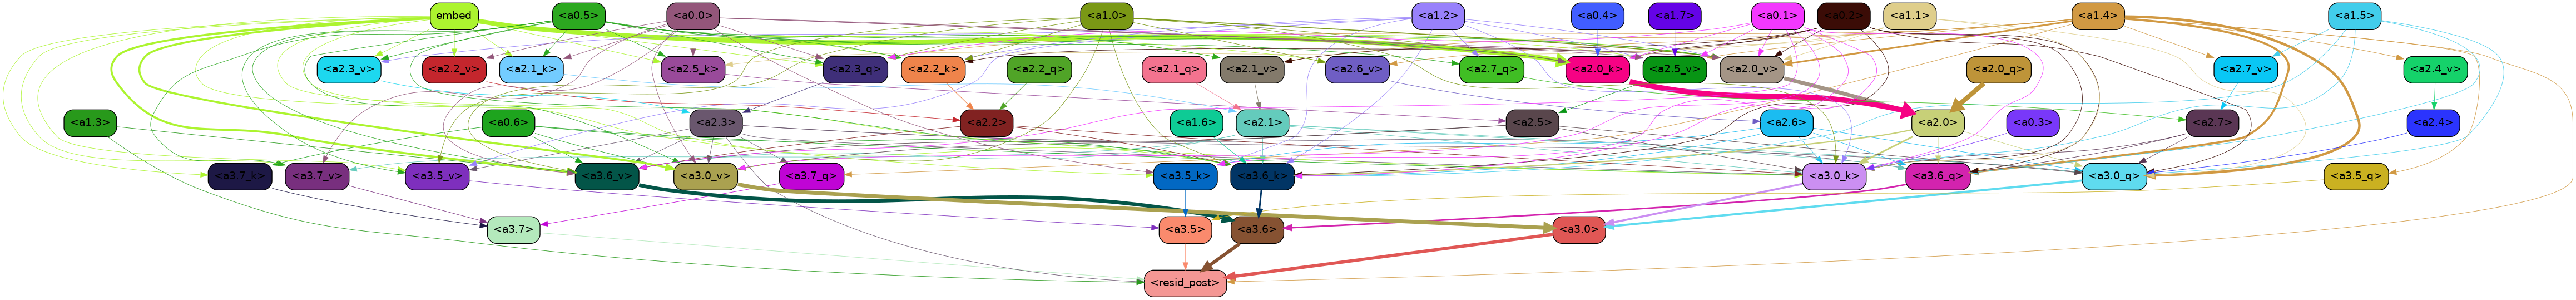 embed <a0.5> <a0.0> <a1.0> <a1.2> <a0.4> <a1.7> <a0.1> <a0.2> <a1.1> <a1.4> <a1.5>
<a2.3_v> <a2.2_v> <a2.1_k> <a2.5_k> <a2.3_q> <a2.2_k> <a2.2_q> <a2.1_q> <a2.1_v> <a2.6_v> <a2.7_q> <a2.0_k> <a2.5_v> <a2.0_v> <a2.0_q> <a2.7_v> <a2.4_v>
<a1.3> <a0.6> <a2.3> <a2.2> <a1.6> <a2.1> <a2.5> <a2.6> <a2.0> <a0.3> <a2.7> <a2.4>
<a3.7_k> <a3.7_v> <a3.5_v> <a3.6_v> <a3.0_v> <a3.7_q> <a3.5_k> <a3.6_k> <a3.0_k> <a3.6_q> <a3.0_q> <a3.5_q>
<a3.7> <a3.5> <a3.6> <a3.0>
<resid_post>